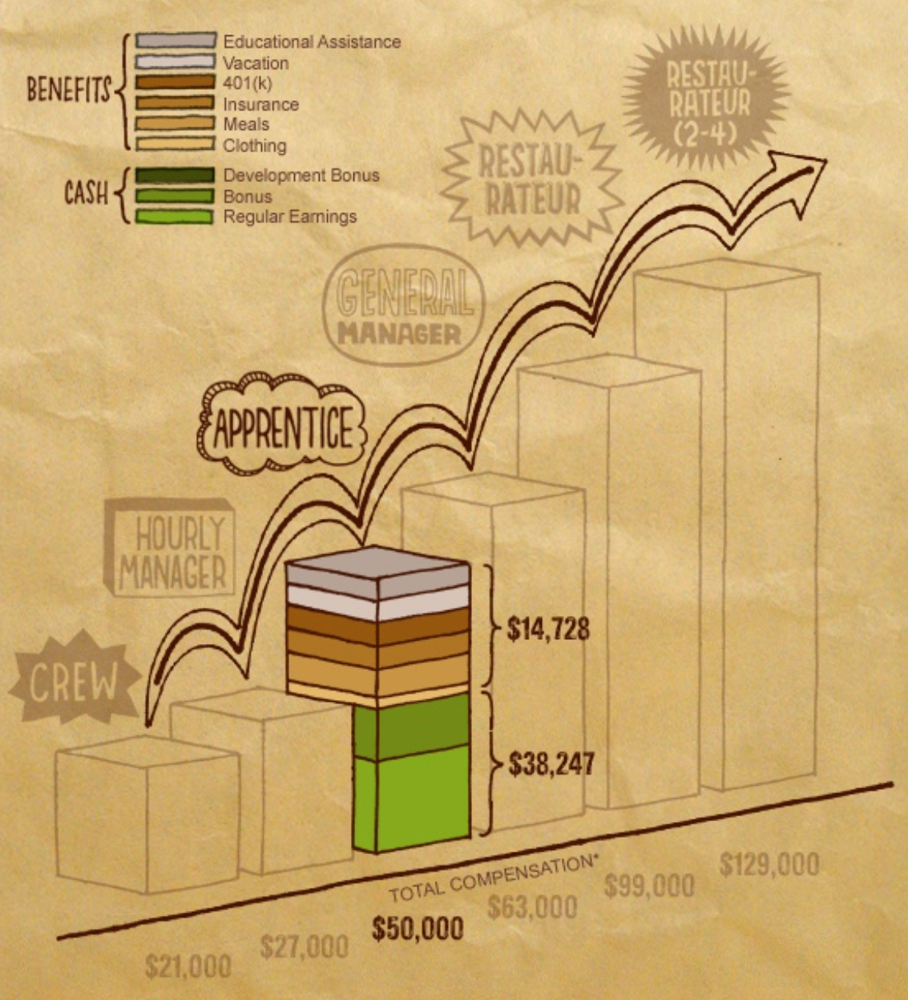 BENEFITS
Educational Assistance
Vacation
401(k)
Insurance
Meals
Clothing
CASH
Development Bonus
Bonus
Regular Earnings
RESTAU-
RATEUR
(2-4)
RESTAU-
RATEUR
GENERAL
MANAGER
APPRENTICE
HOURLY
MANAGER
CREW
$14,728
$38,247
TOTAL COMPENSATION*
$21,000
$27,000
$50,000
$63,000
$99,000
$129,000